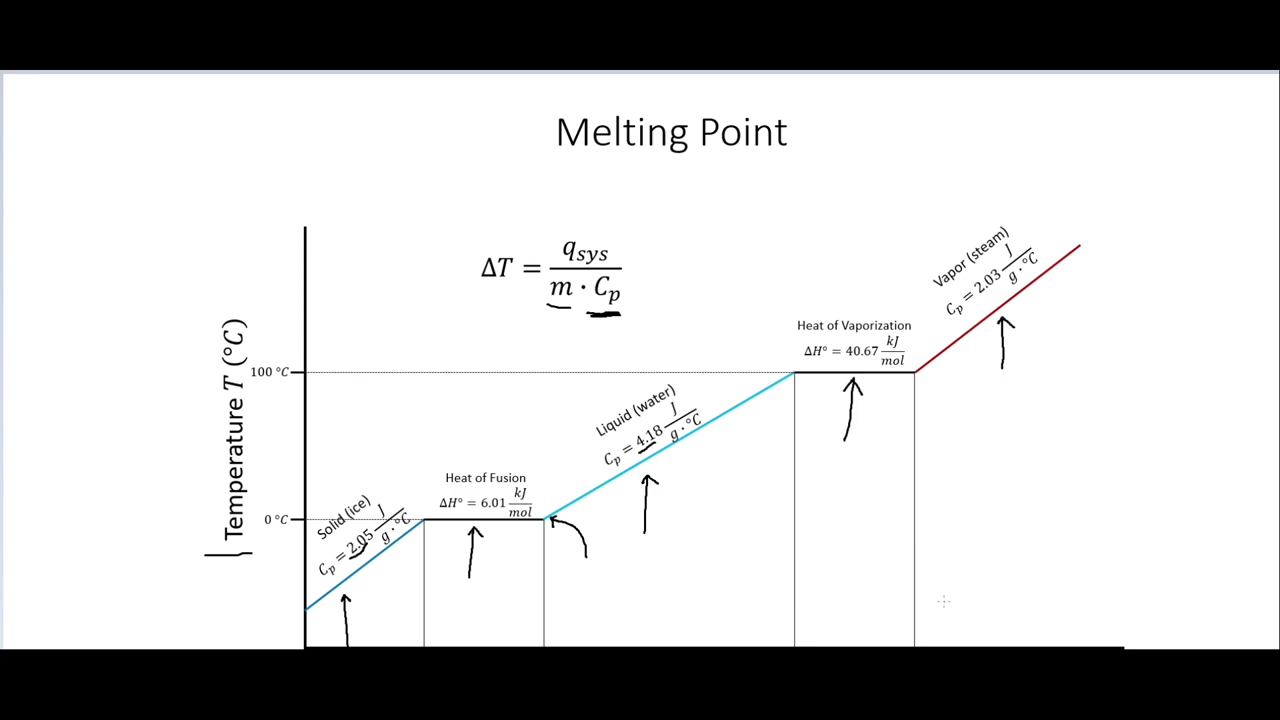 Melting Point
ΔT = q_sys / (m · C_p)
Vapor (steam)
C_p = 2.03 J / (g · °C)
Heat of Vaporization
ΔH° = 40.67 kJ / mol
Temperature T (°C)
100 °C
Liquid (water)
C_p = 4.18 J / (g · °C)
Heat of Fusion
ΔH° = 6.01 kJ / mol
Solid (ice)
C_p = 2.05 J / (g · °C)
0 °C